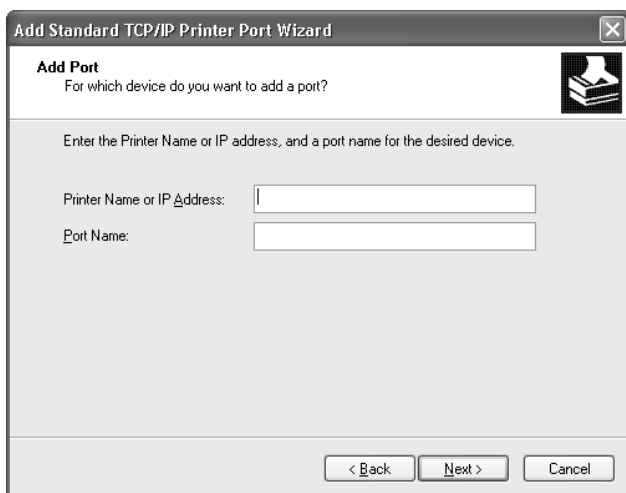 Add Standard TCP/IP Printer Port Wizard
Add Port
For which device do you want to add a port?
Enter the Printer Name or IP address, and a port name for the desired device.
Printer Name or IP Address:
Port Name:
< Back
Next >
Cancel